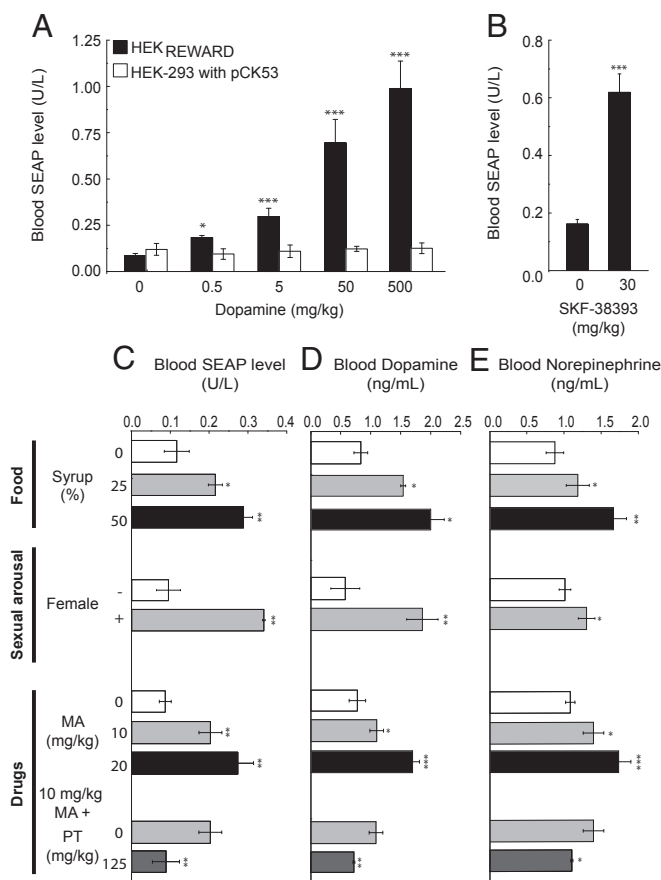 A
B
Blood SEAP level (U/L)
1.25
1.00
0.75
0.50
0.25
0.00
HEK REWARD
HEK-293 with pCK53
*
***
***
***
0
0.5
5
50
500
Dopamine (mg/kg)
Blood SEAP level (U/L)
0.8
0.6
0.4
0.2
0.0
***
0
30
SKF-38393
(mg/kg)
C
Blood SEAP level
(U/L)
D
Blood Dopamine
(ng/mL)
E
Blood Norepinephrine
(ng/mL)
0.0 0.1 0.2 0.3 0.4
0.0 0.5 1.0 1.5 2.0 2.5
0.0 0.5 1.0 1.5 2.0
Food
Syrup
(%)
0
25 * * *
50 ** * **
Sexual arousal
Female
-
+ ** ** *
Drugs
MA
(mg/kg)
0
10 ** * *
20 ** *** ***
10 mg/kg
MA +
PT
(mg/kg)
0
125 ** ** *